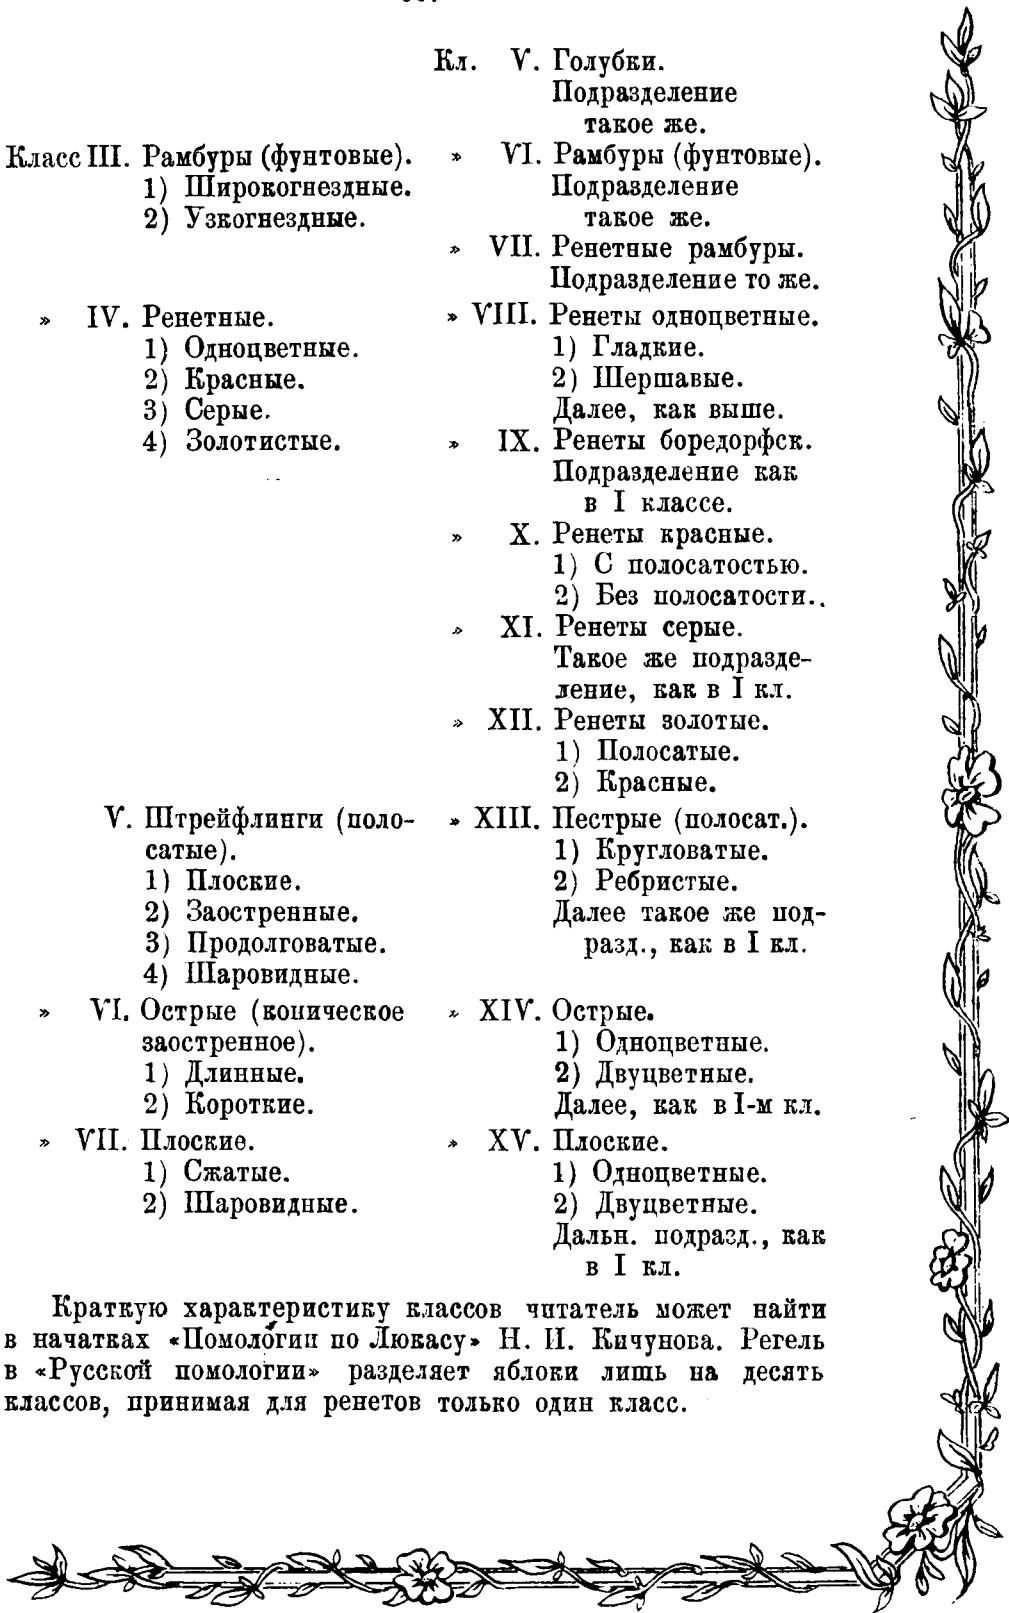 Кл. V. Голубки.
Подразделение
такое же.
Класс III. Рамбуры (фунтовые). » VI. Рамбуры (фунтовые).
1) Широкогнездные. Подразделение
2) Узкогнездные. такое же.
» VII. Ренетные рамбуры.
Подразделение то же.
» IV. Ренетные. » VIII. Ренеты одноцветные.
1) Одноцветные. 1) Гладкие.
2) Красные. 2) Шершавые.
3) Серые. Далее, как выше.
4) Золотистые. » IX. Ренеты боредорфск.
Подразделение как
в I классе.
» X. Ренеты красные.
1) С полосатостью.
2) Без полосатости..
» XI. Ренеты серые.
Такое же подразде-
ление, как в I кл.
» XII. Ренеты золотые.
1) Полосатые.
2) Красные.
V. Штрейфлинги (поло- » XIII. Пестрые (полосат.).
сатые). 1) Кругловатые.
1) Плоские. 2) Ребристые.
2) Заостренные. Далее такое же под-
3) Продолговатые. разд., как в I кл.
4) Шаровидные.
» VI. Острые (коническое » XIV. Острые.
заостренное). 1) Одноцветные.
1) Длинные. 2) Двуцветные.
2) Короткие. Далее, как в I-м кл.
» VII. Плоские. » XV. Плоские.
1) Сжатые. 1) Одноцветные.
2) Шаровидные. 2) Двуцветные.
Дальн. подразд., как
в I кл.
Краткую характеристику классов читатель может найти
в начатках «Помологии по Люкасу» Н. И. Кичунова. Регель
в «Русской помологии» разделяет яблоки лишь на десять
классов, принимая для ренетов только один класс.